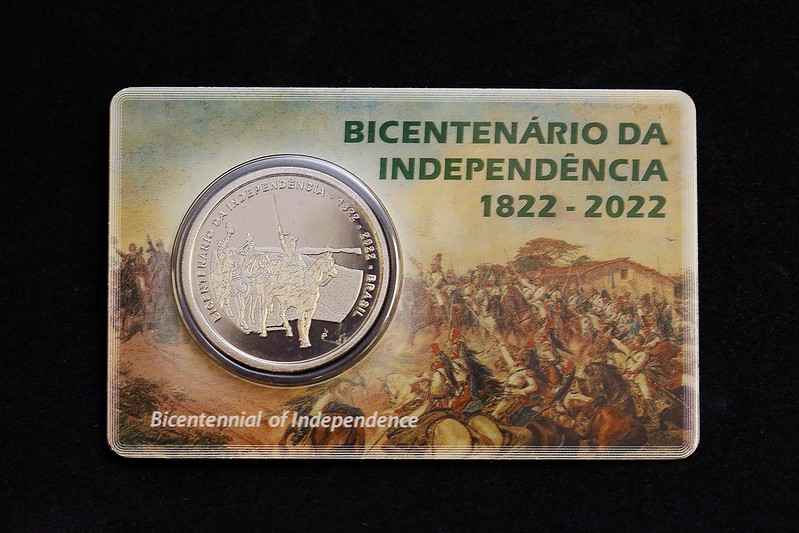 BICENTENÁRIO DA
INDEPENDÊNCIA
1822 - 2022
BICENTENÁRIO DA INDEPENDÊNCIA - 1822 - 2022 - BRASIL
Bicentennial of Independence